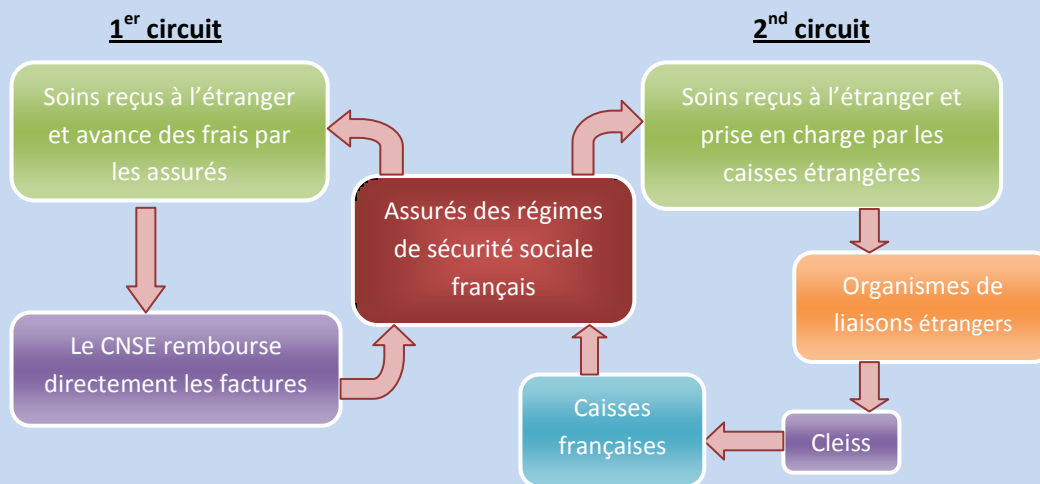 1er circuit
Soins reçus à l'étranger
et avance des frais par
les assurés
Le CNSE rembourse
directement les factures
Assurés des régimes
de sécurité sociale
français
2nd circuit
Soins reçus à l'étranger et
prise en charge par les
caisses étrangères
Organismes de
liaisons étrangers
Cleiss
Caisses
françaises